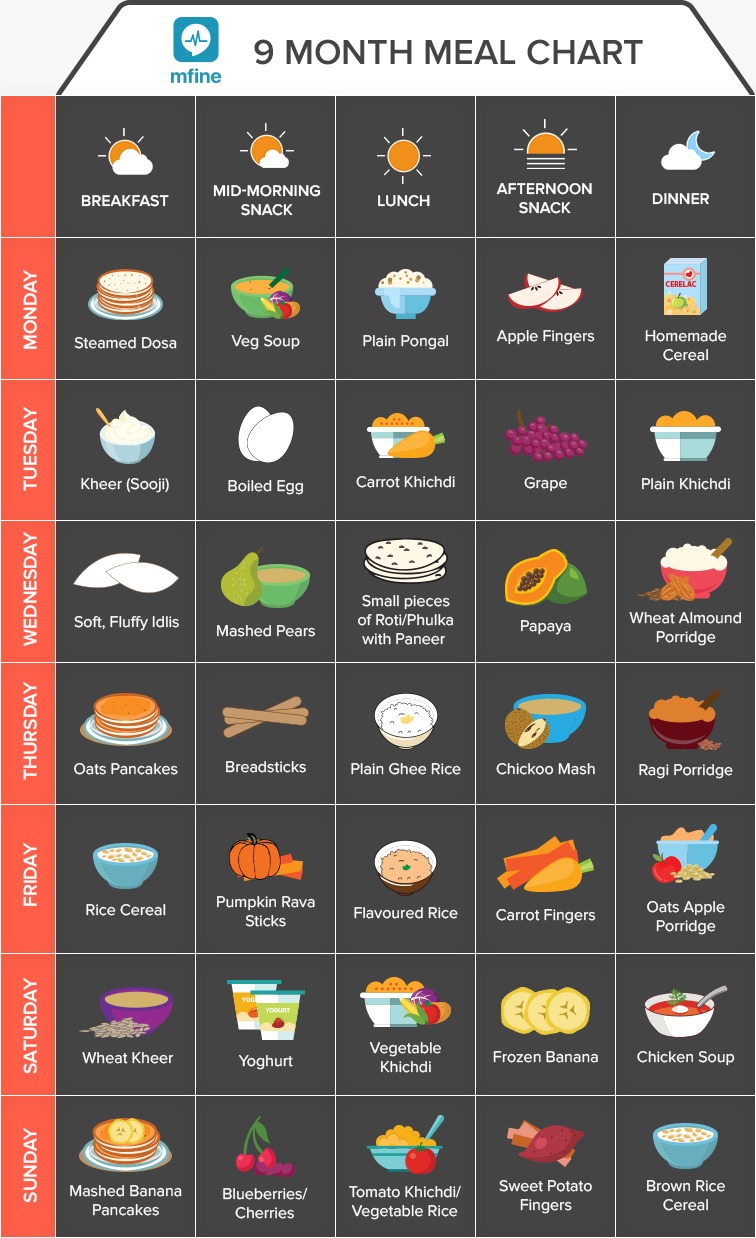 mfine
9 MONTH MEAL CHART
BREAKFAST
MID-MORNING
SNACK
LUNCH
AFTERNOON
SNACK
DINNER
MONDAY
Steamed Dosa
Veg Soup
Plain Pongal
Apple Fingers
CERELAC
Homemade
Cereal
TUESDAY
Kheer (Sooji)
Boiled Egg
Carrot Khichdi
Grape
Plain Khichdi
WEDNESDAY
Soft, Fluffy Idlis
Mashed Pears
Small pieces
of Roti/Phulka
with Paneer
Papaya
Wheat Almound
Porridge
THURSDAY
Oats Pancakes
Breadsticks
Plain Ghee Rice
Chickoo Mash
Ragi Porridge
FRIDAY
Rice Cereal
Pumpkin Rava
Sticks
Flavoured Rice
Carrot Fingers
Oats Apple
Porridge
SATURDAY
Wheat Kheer
YOGURT
Yoghurt
Vegetable
Khichdi
Frozen Banana
Chicken Soup
SUNDAY
Mashed Banana
Pancakes
Blueberries/
Cherries
Tomato Khichdi/
Vegetable Rice
Sweet Potato
Fingers
Brown Rice
Cereal